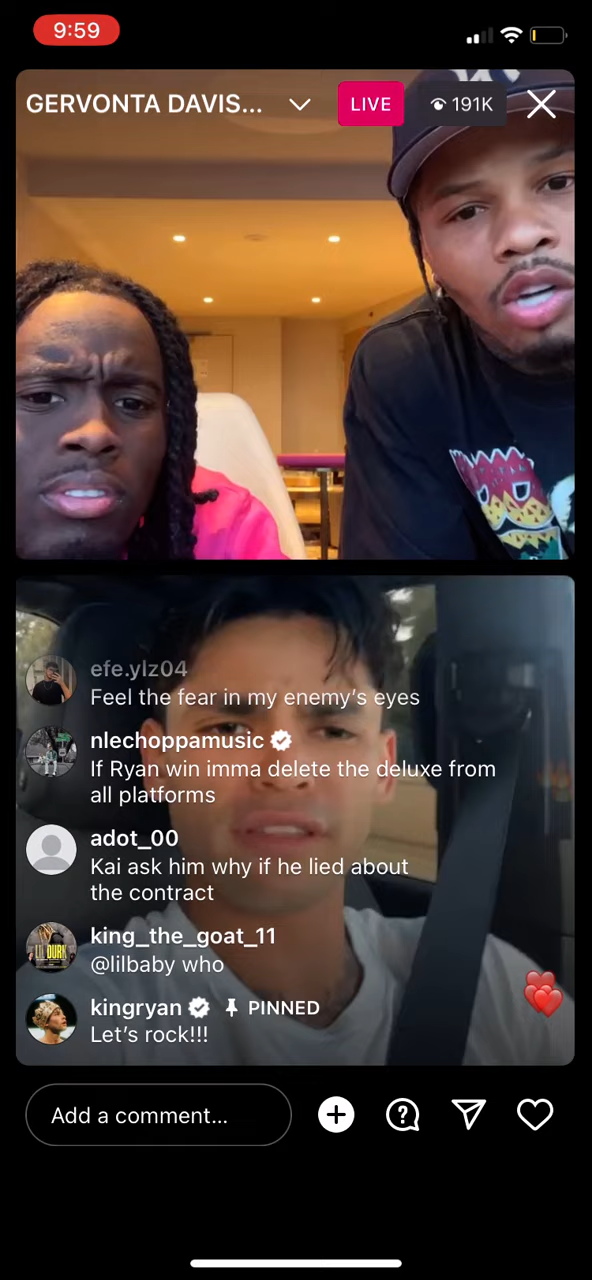 9:59
GERVONTA DAVIS...
LIVE
191K
efe.ylz04
Feel the fear in my enemy’s eyes
nlechoppamusic
If Ryan win imma delete the deluxe from
all platforms
adot_00
Kai ask him why if he lied about
the contract
LIL DURK
king_the_goat_11
@lilbaby who
kingryan PINNED
Let’s rock!!!
Add a comment...